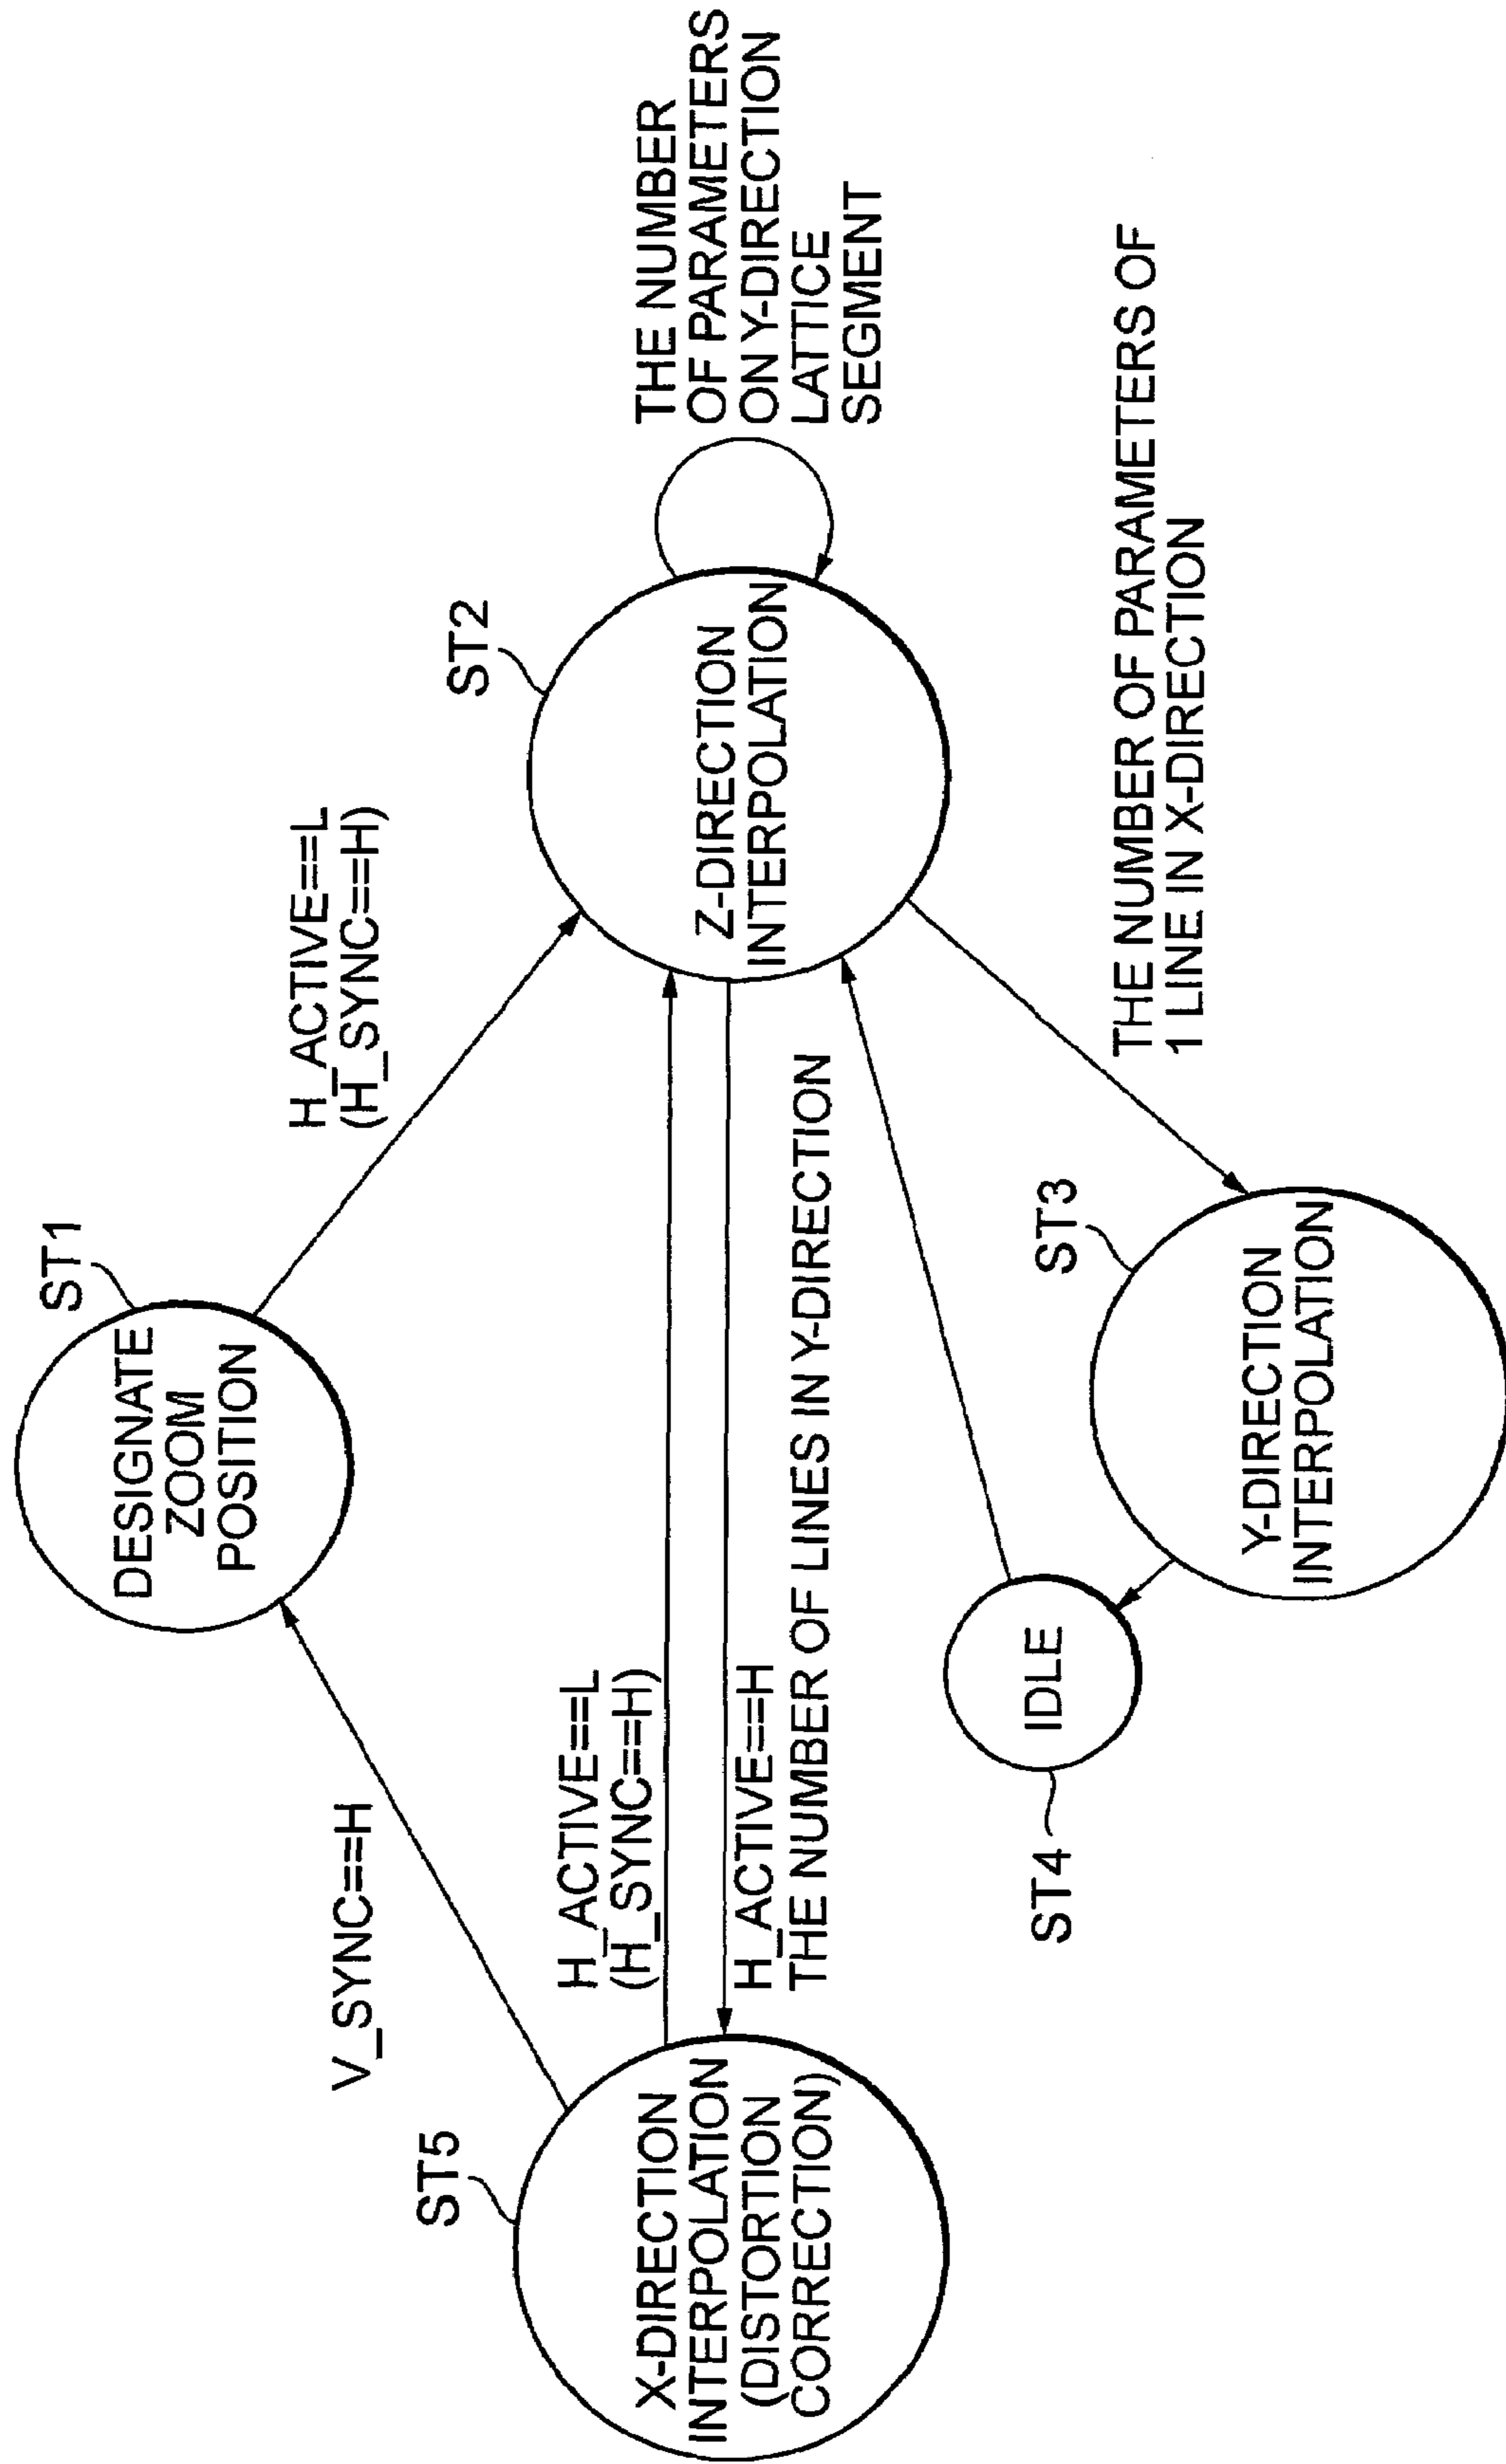 ST1
DESIGNATE
ZOOM
POSITION
V_SYNC==H
H_ACTIVE==L
(H_SYNC==H)
ST5
X-DIRECTION
INTERPOLATION
(DISTORTION
CORRECTION)
H_ACTIVE==L
(H_SYNC==H)
H_ACTIVE==H
THE NUMBER OF LINES IN Y-DIRECTION
ST2
Z-DIRECTION
INTERPOLATION
THE NUMBER
OF PARAMETERS
ON Y-DIRECTION
LATTICE
SEGMENT
ST4
IDLE
ST3
Y-DIRECTION
INTERPOLATION
THE NUMBER OF PARAMETERS OF
1 LINE IN X-DIRECTION